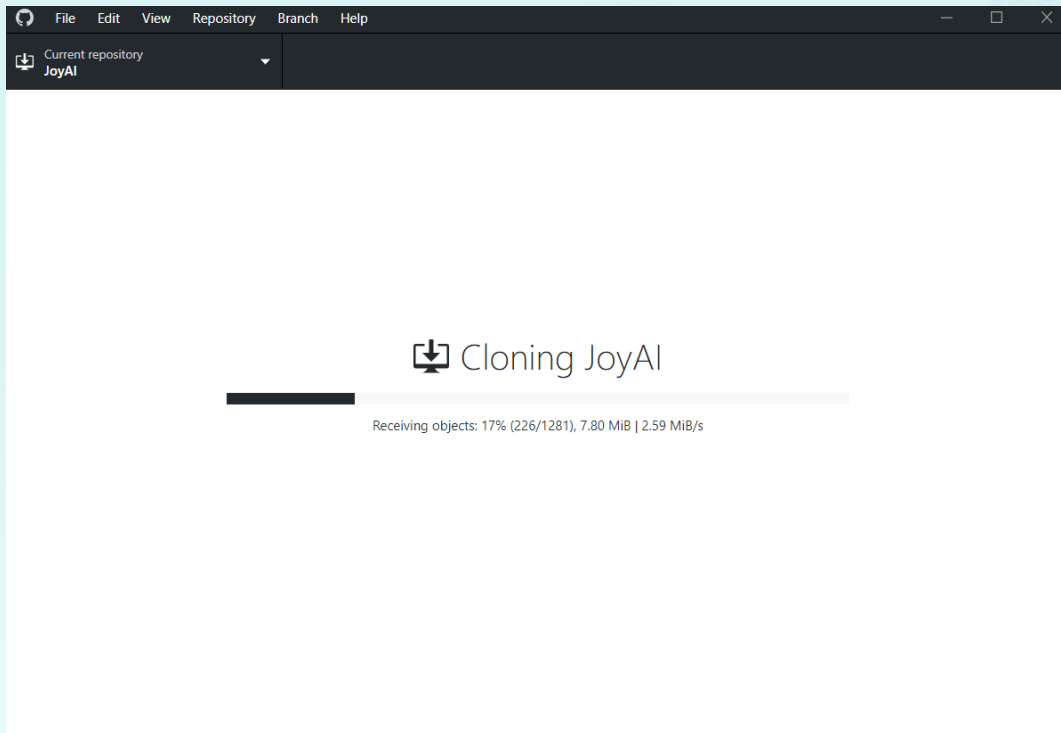 File Edit View Repository Branch Help
Current repository
JoyAI
Cloning JoyAI
Receiving objects: 17% (226/1281), 7.80 MiB | 2.59 MiB/s